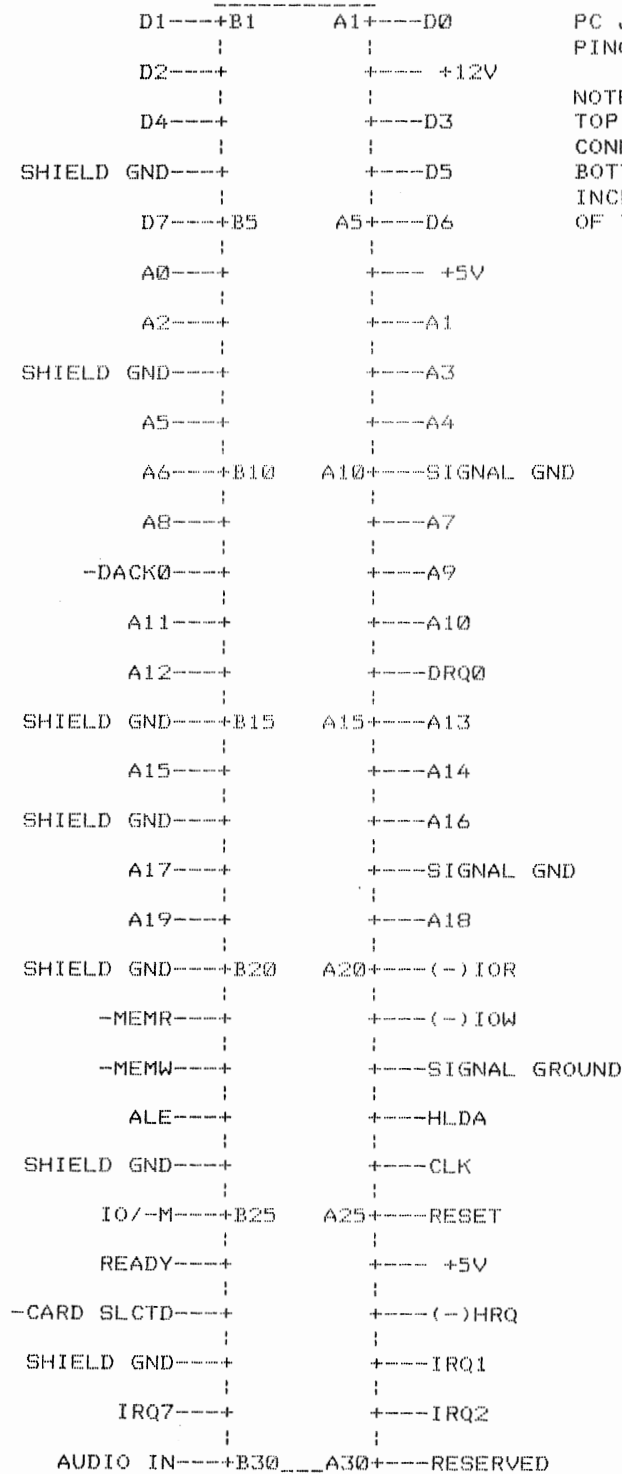 D1----+B1 A1+----D0 PC
D2----+ +---- +12V
NOTE
D4----+ +----D3 TOP
SHIELD GND----+ +----D5
D7----+B5 A5+----D6 OF
A0----+ +---- +5V
A2----+ +----A1
SHIELD GND----+ +----A3
A5----+ +----A4
A6----+B10 A10+----SIGNAL GND
A8----+ +----A7
-DACK0----+ +----A9
A11----+ +----A10
A12----+ +----DRQ0
SHIELD GND----+B15 A15+----A13
A15----+ +----A14
SHIELD GND----+ +----A16
A17----+ +----SIGNAL GND
A19----+ +----A18
SHIELD GND----+B20 A20+----(-)IOR
-MEMR----+ +----(-)IOW
-MEMW----+ +----SIGNAL GROUND
ALE----+ +----HLDA
SHIELD GND----+ +----CLK
IO/-M----+B25 A25+----RESET
READY----+ +---- +5V
-CARD SLCTD----+ +----(-)HRQ
SHIELD GND----+ +----IRQ1
IRQ7----+ +----IRQ2
AUDIO IN----+B30___A30+----RESERVED